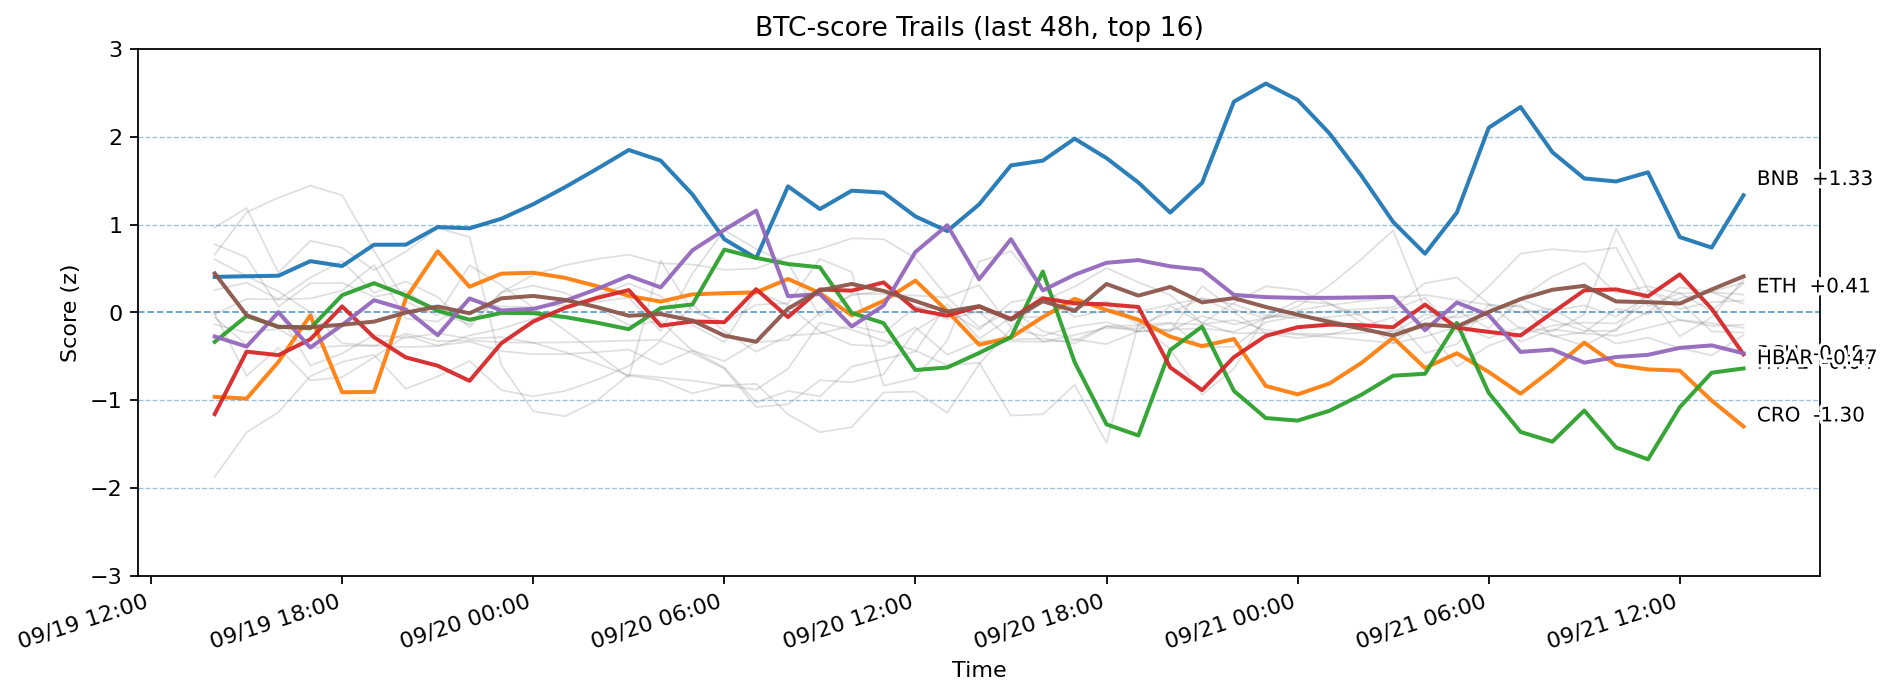 BTC-score Trails (last 48h, top 16)
3
2
1
0
−1
−2
−3
Score (z)
BNB +1.33
ETH +0.41
HBAR -0.47
CRO -1.30
09/19 12:00
09/19 18:00
09/20 00:00
09/20 06:00
09/20 12:00
09/20 18:00
09/21 00:00
09/21 06:00
09/21 12:00
Time